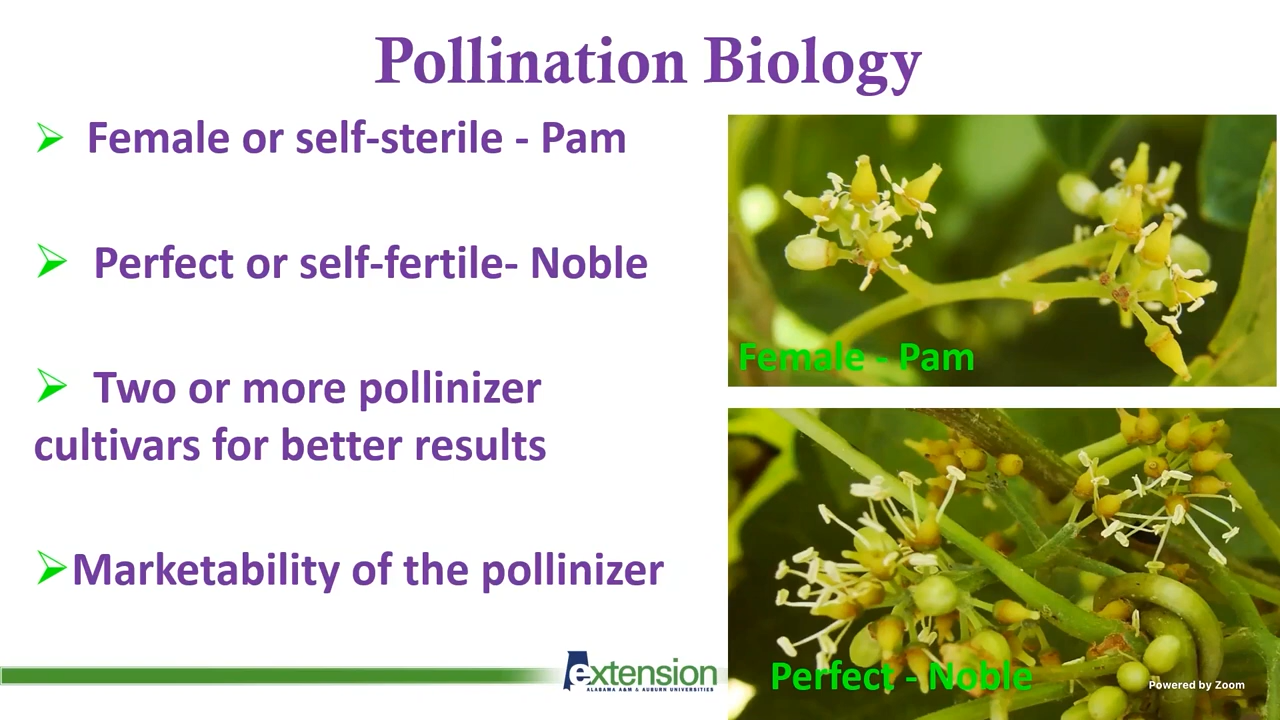 Pollination Biology
Female or self-sterile - Pam
Perfect or self-fertile- Noble
Two or more pollinizer
cultivars for better results
Marketability of the pollinizer
Female - Pam
Perfect - Noble
extension
ALABAMA A&M & AUBURN UNIVERSITIES
Powered by Zoom